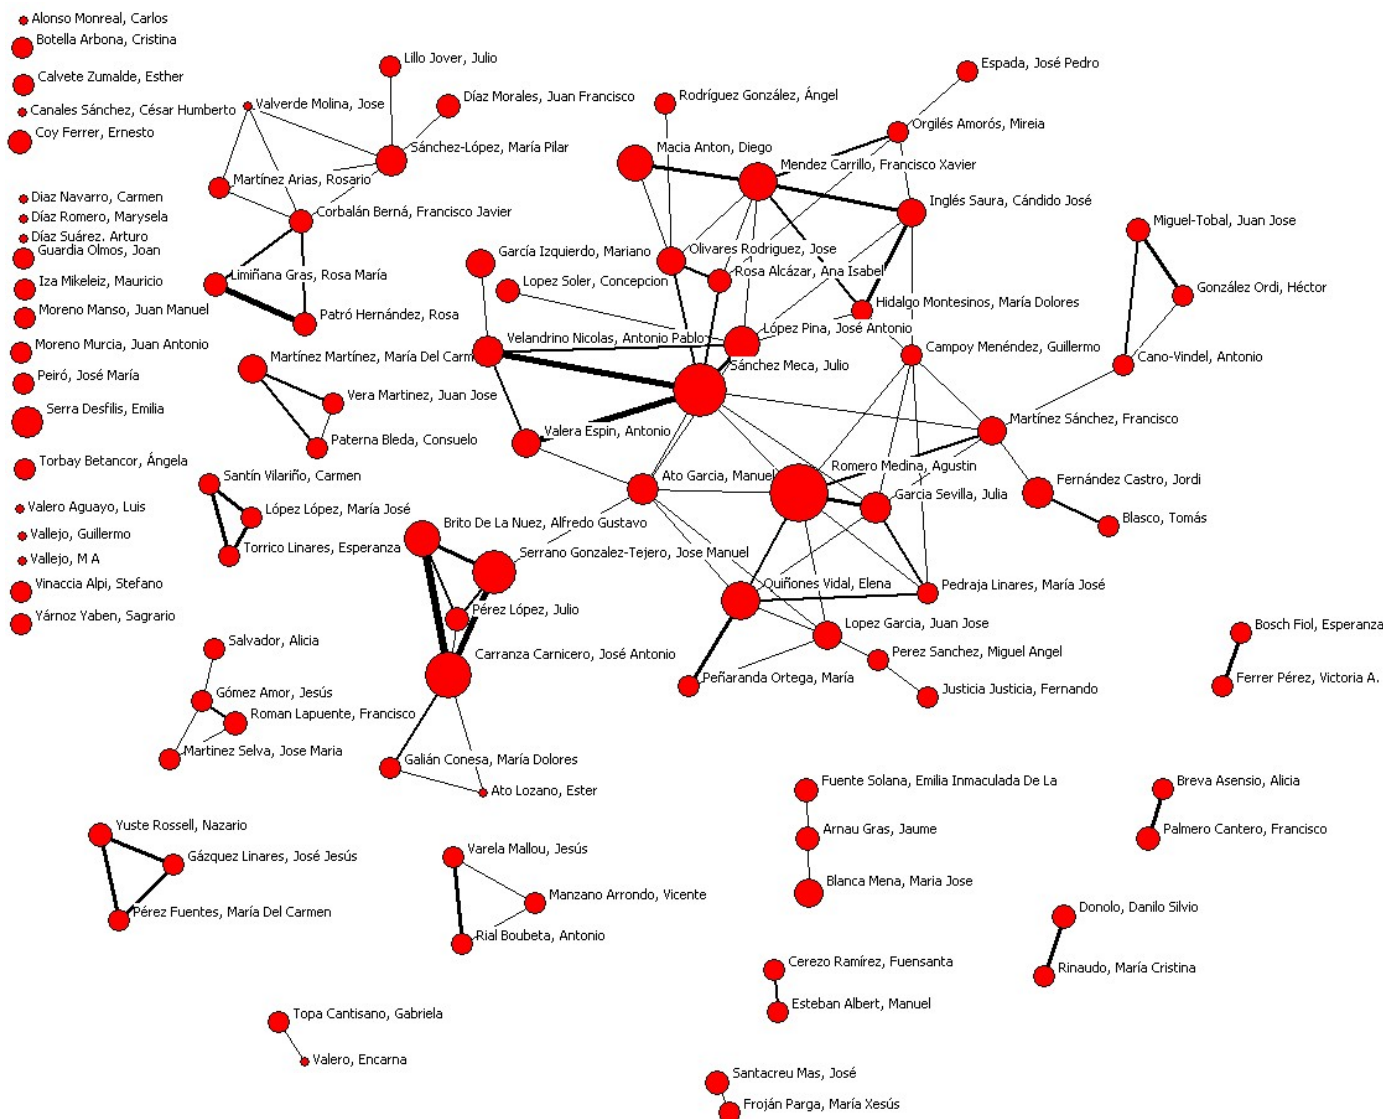 Alonso Monreal, Carlos
Botella Arbona, Cristina
Calvete Zumalde, Esther
Canales Sánchez, César Humberto
Coy Ferrer, Ernesto
Diaz Navarro, Carmen
Díaz Romero, Marysela
Díaz Suárez, Arturo
Guardia Olmos, Joan
Iza Mikeleiz, Mauricio
Moreno Manso, Juan Manuel
Moreno Murcia, Juan Antonio
Peiró, José María
Serra Desfilis, Emilia
Torbay Betancor, Ángela
Valero Aguayo, Luis
Vallejo, Guillermo
Vallejo, M A
Vinaccia Alpi, Stefano
Yárnoz Yaben, Sagrario
Lillo Jover, Julio
Valverde Molina, Jose
Díaz Morales, Juan Francisco
Sánchez-López, María Pilar
Martínez Arias, Rosario
Corbalán Berná, Francisco Javier
Limiñana Gras, Rosa María
Patró Hernández, Rosa
Martínez Martínez, María Del Carm
Vera Martinez, Juan Jose
Paterna Bleda, Consuelo
Santín Vilariño, Carmen
López López, María José
Torrico Linares, Esperanza
Espada, José Pedro
Rodríguez González, Ángel
Orgilés Amorós, Mireia
Macia Anton, Diego
Mendez Carrillo, Francisco Xavier
Inglés Saura, Cándido José
García Izquierdo, Mariano
Olivares Rodriguez, Jose
Rosa Alcázar, Ana Isabel
Lopez Soler, Concepcion
Hidalgo Montesinos, María Dolores
Velandrino Nicolas, Antonio Pablo
López Pina, José Antonio
Sánchez Meca, Julio
Campoy Menéndez, Guillermo
Miguel-Tobal, Juan Jose
González Ordi, Héctor
Cano-Vindel, Antonio
Martínez Sánchez, Francisco
Valera Espin, Antonio
Ato Garcia, Manuel
Romero Medina, Agustin
Garcia Sevilla, Julia
Fernández Castro, Jordi
Blasco, Tomás
Brito De La Nuez, Alfredo Gustavo
Serrano Gonzalez-Tejero, Jose Manuel
Quiñones Vidal, Elena
Pedraja Linares, María José
Pérez López, Julio
Lopez Garcia, Juan Jose
Carranza Carnicero, José Antonio
Perez Sanchez, Miguel Angel
Peñaranda Ortega, María
Justicia Justicia, Fernando
Bosch Fiol, Esperanza
Ferrer Pérez, Victoria A.
Salvador, Alicia
Gómez Amor, Jesús
Roman Lapuente, Francisco
Martinez Selva, Jose Maria
Galián Conesa, María Dolores
Ato Lozano, Ester
Fuente Solana, Emilia Inmaculada De La
Arnau Gras, Jaume
Blanca Mena, Maria Jose
Breva Asensio, Alicia
Palmero Cantero, Francisco
Yuste Rossell, Nazario
Gázquez Linares, José Jesús
Pérez Fuentes, María Del Carmen
Varela Mallou, Jesús
Manzano Arrondo, Vicente
Rial Boubeta, Antonio
Donolo, Danilo Silvio
Rinaudo, María Cristina
Cerezo Ramírez, Fuensanta
Esteban Albert, Manuel
Topa Cantisano, Gabriela
Valero, Encarna
Santacreu Mas, José
Froján Parga, María Xesús